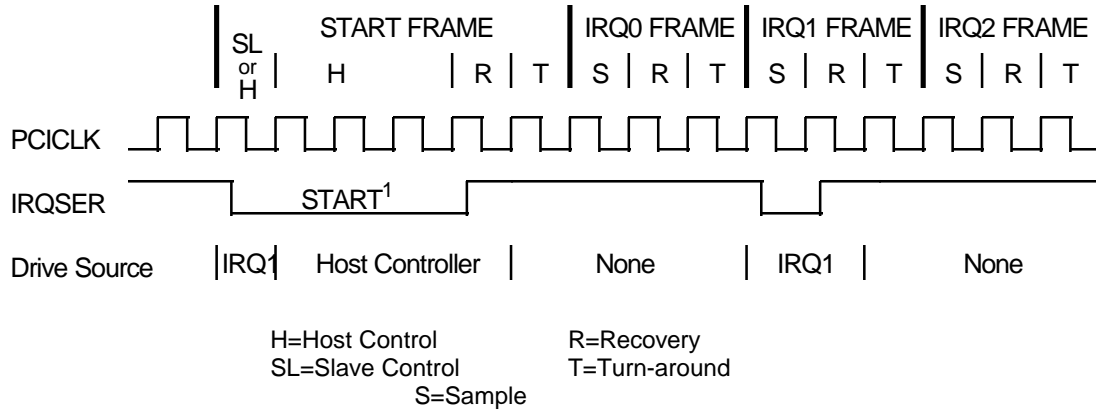 START FRAME IRQ0 FRAME IRQ1 FRAME IRQ2 FRAME
SL
or
H
H R T S R T S R T S R T
PCICLK
IRQSER START1
Drive Source IRQ1 Host Controller None IRQ1 None
H=Host Control R=Recovery
SL=Slave Control T=Turn-around
S=Sample